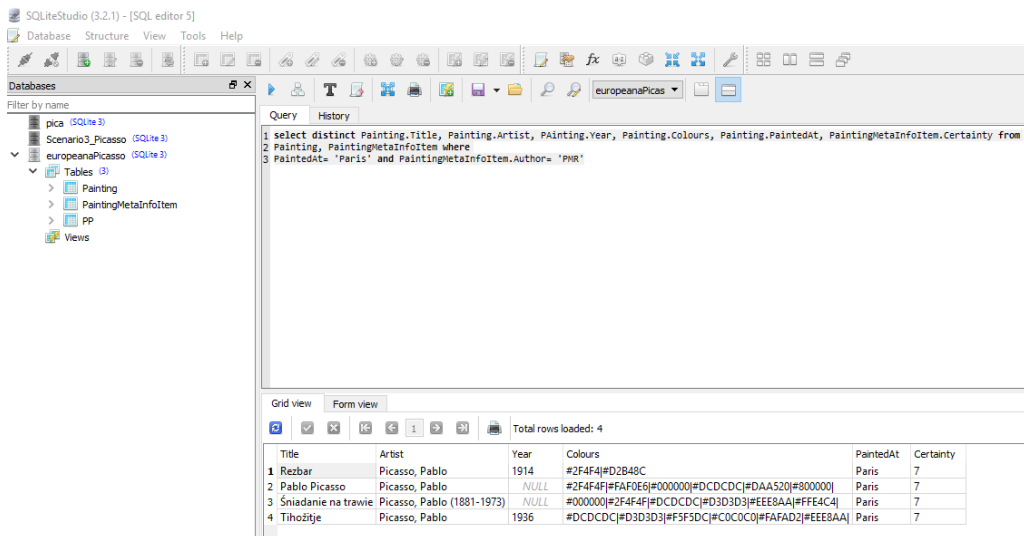 SQLiteStudio (3.2.1) - [SQL editor 5]
Database Structure View Tools Help
Databases
Filter by name
pica (SQLite 3)
Scenario3_Picasso (SQLite 3)
europeanaPicasso (SQLite 3)
Tables (3)
Painting
PaintingMetaInfoItem
PP
Views
europeanaPicas
Query History
1 select distinct Painting.Title, Painting.Artist, PAinting.Year, Painting.Colours, Painting.PaintedAt, PaintingMetaInfoItem.Certainty from
2 Painting, PaintingMetaInfoItem where
3 PaintedAt= 'Paris' and PaintingMetaInfoItem.Author= 'PMR'
Grid view Form view
1 Total rows loaded: 4
Title Artist Year Colours PaintedAt Certainty
1 Rezbar Picasso, Pablo 1914 #2F4F4|#D2B48C Paris 7
2 Pablo Picasso Picasso, Pablo NULL #2F4F4F|#FAF0E6|#000000|#DCDCDC|#DAA520|#800000| Paris 7
3 Śniadanie na trawie Picasso, Pablo (1881-1973) NULL #000000|#2F4F4F|#DCDCDC|#D3D3D3|#EEE8AA|#FFE4C4| Paris 7
4 Tihožitje Picasso, Pablo 1936 #DCDCDC|#D3D3D3|#F5F5DC|#C0C0C0|#FAFAD2|#EEE8AA| Paris 7